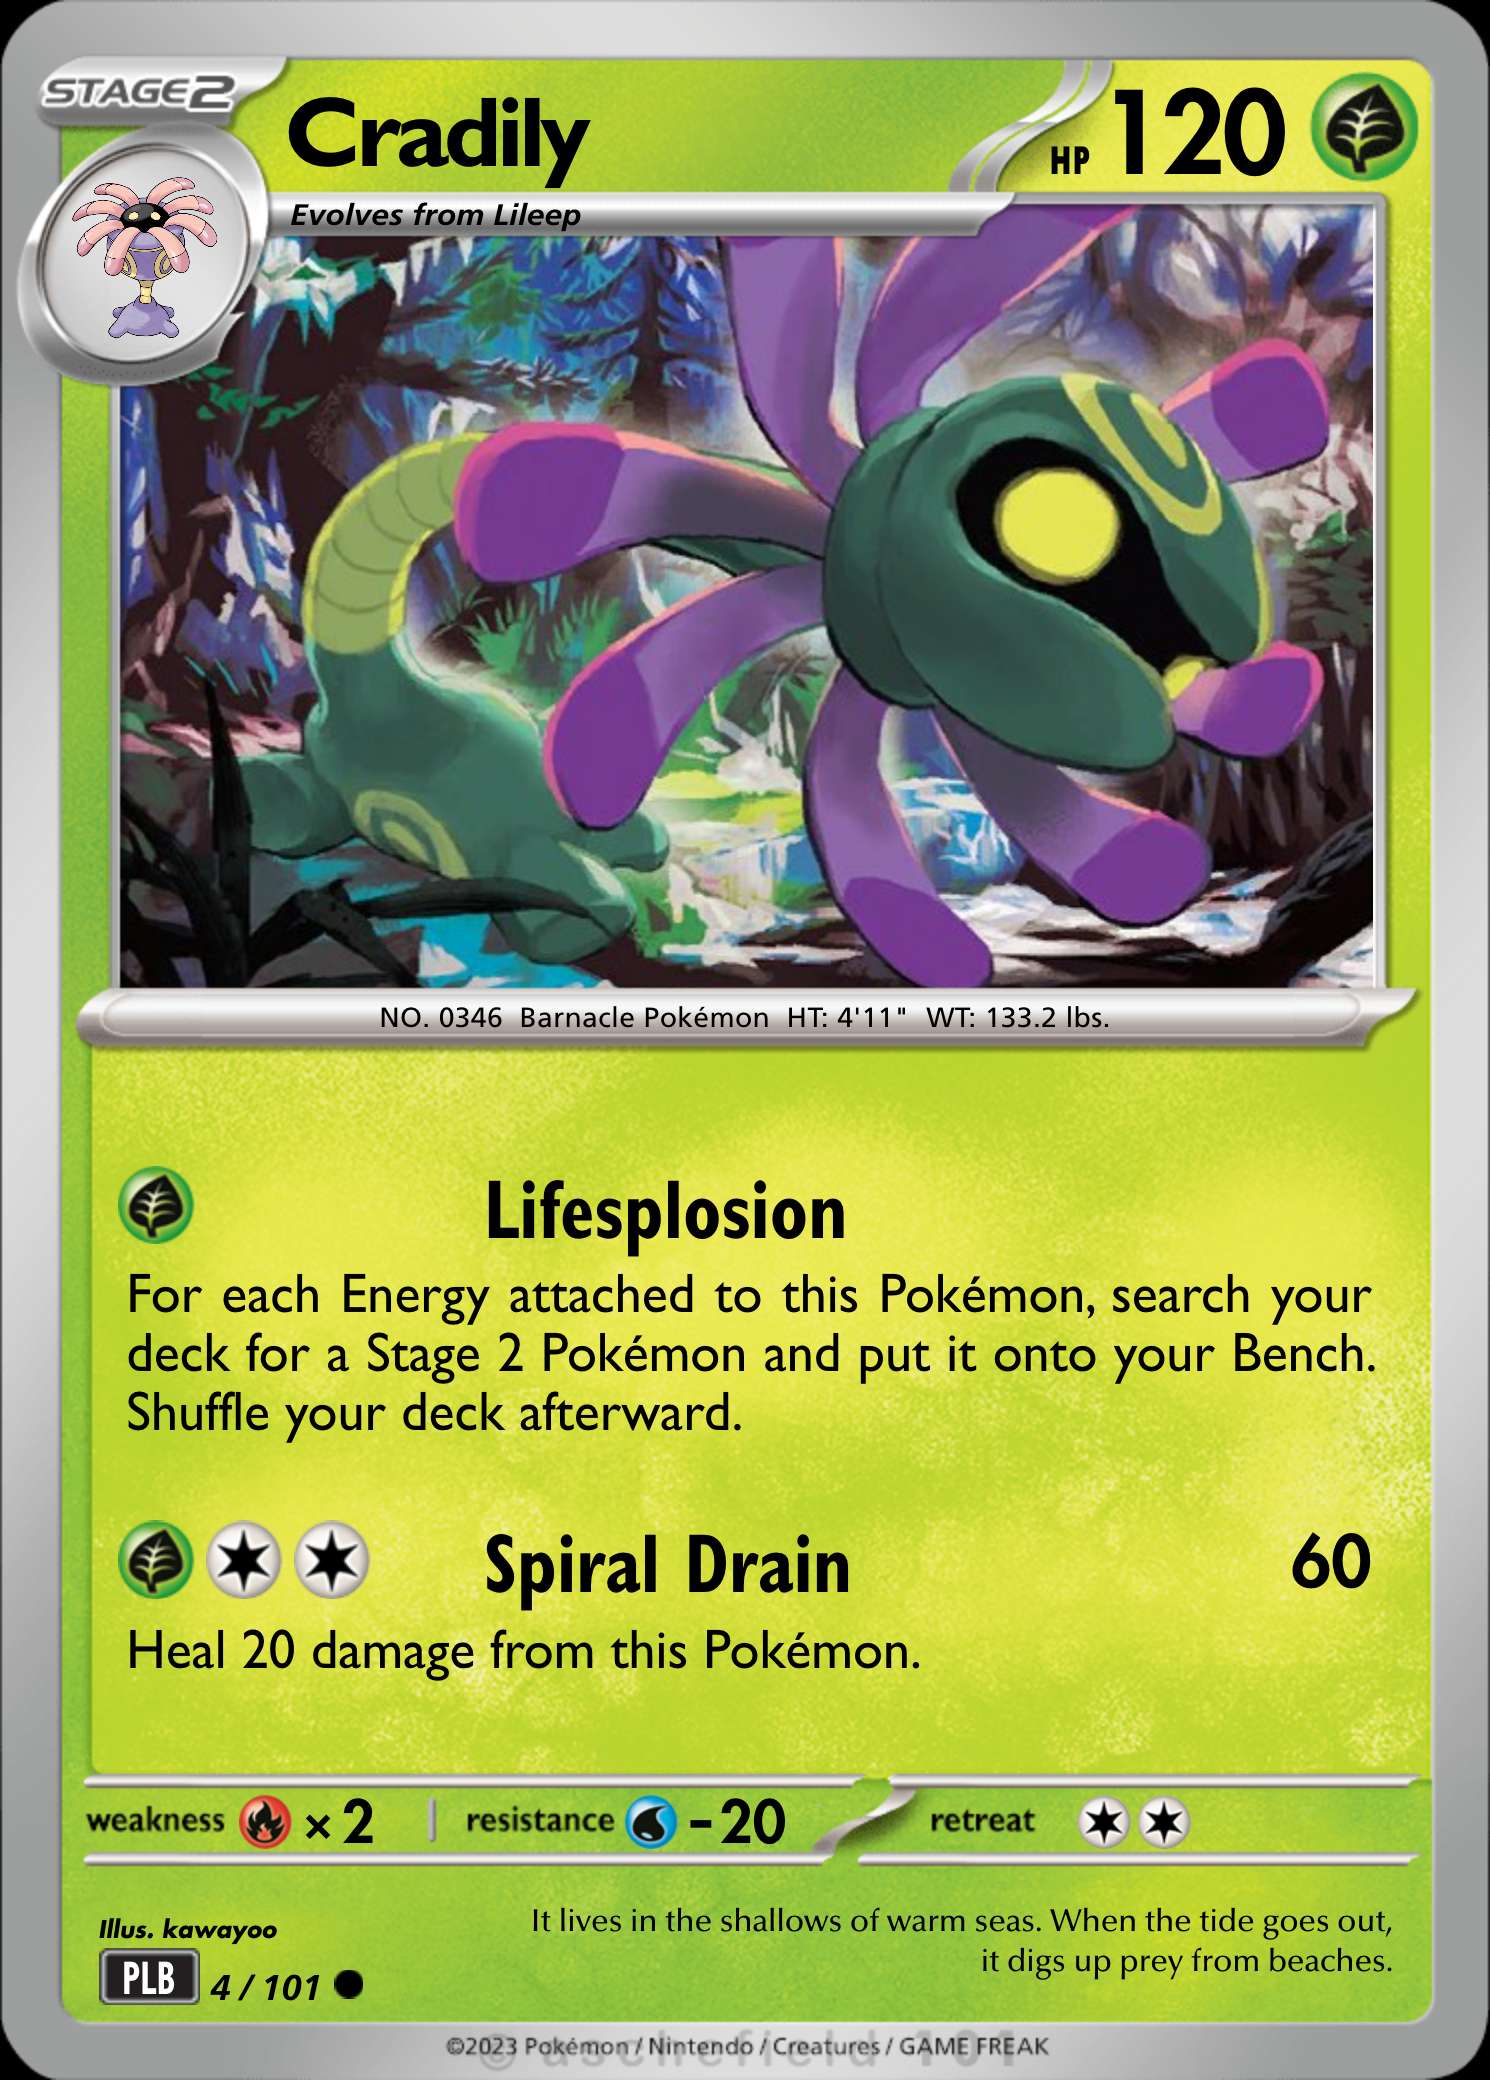 STAGE2
Cradily
HP 120
Evolves from Lileep
NO. 0346 Barnacle Pokémon HT: 4'11" WT: 133.2 lbs.
Lifesplosion
For each Energy attached to this Pokémon, search your
deck for a Stage 2 Pokémon and put it onto your Bench.
Shuffle your deck afterward.
Spiral Drain 60
Heal 20 damage from this Pokémon.
weakness ×2 resistance -20 retreat
Illus. kawayoo
It lives in the shallows of warm seas. When the tide goes out,
it digs up prey from beaches.
PLB 4 / 101
©2023 Pokémon / Nintendo / Creatures / GAME FREAK
© aschefield 101